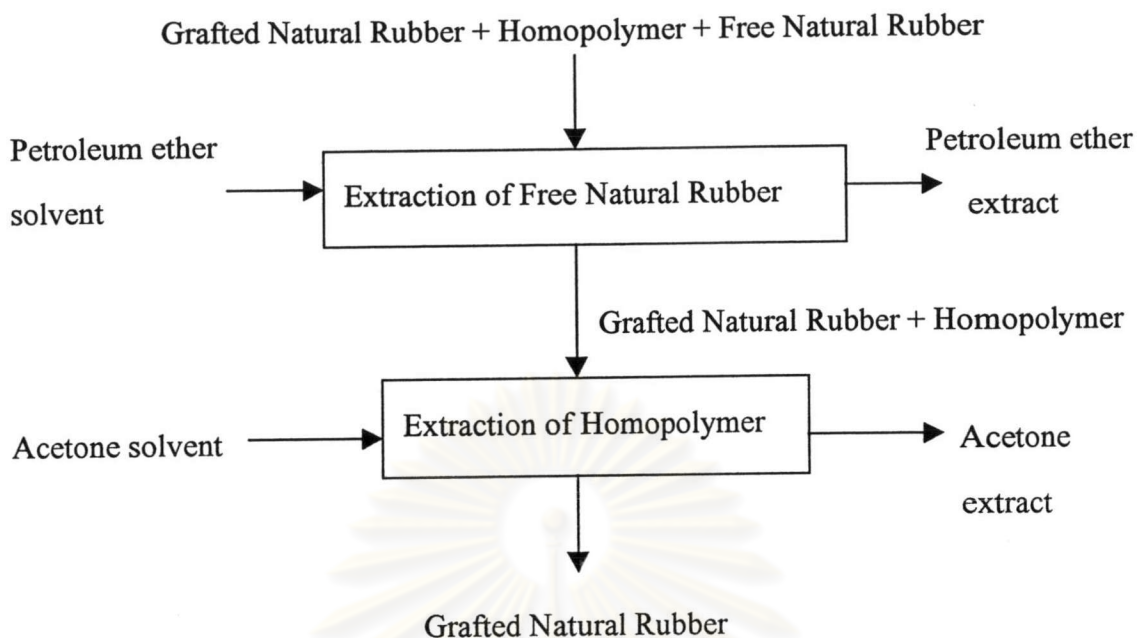 Grafted Natural Rubber + Homopolymer + Free Natural Rubber
Petroleum ether
solvent
Extraction of Free Natural Rubber
Petroleum ether
extract
Grafted Natural Rubber + Homopolymer
Acetone solvent
Extraction of Homopolymer
Acetone
extract
Grafted Natural Rubber